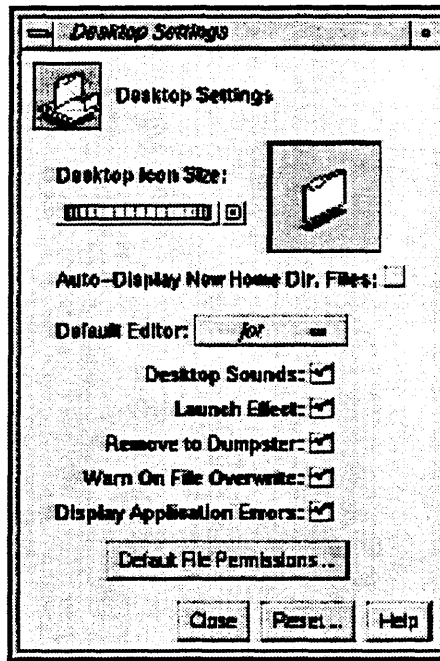 Desktop Settings
Desktop Settings
Desktop Icon Size:
Auto-Display New Home Dir. Files:
Default Editor: jot
Desktop Sounds:
Launch Effect:
Remove to Dumpster:
Warn On File Overwrite:
Display Application Errors:
Default File Permissions...
Close Reset... Help